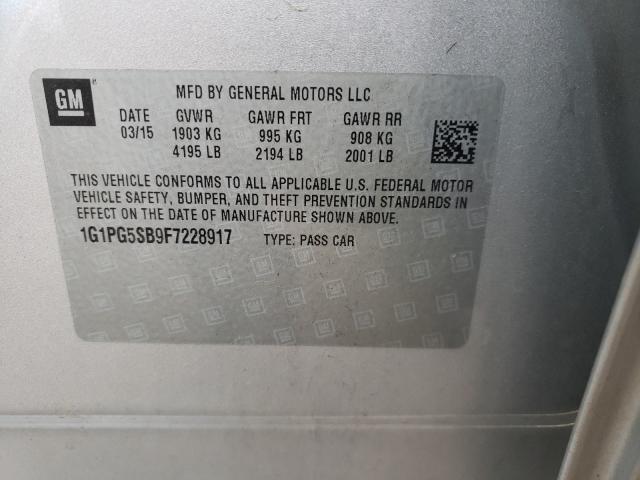 GM
MFD BY GENERAL MOTORS LLC
DATE GVWR GAWR FRT GAWR RR
03/15 1903 KG 995 KG 908 KG
4195 LB 2194 LB 2001 LB
THIS VEHICLE CONFORMS TO ALL APPLICABLE U.S. FEDERAL MOTOR
VEHICLE SAFETY, BUMPER, AND THEFT PREVENTION STANDARDS IN
EFFECT ON THE DATE OF MANUFACTURE SHOWN ABOVE.
1G1PG5SB9F7228917 TYPE: PASS CAR